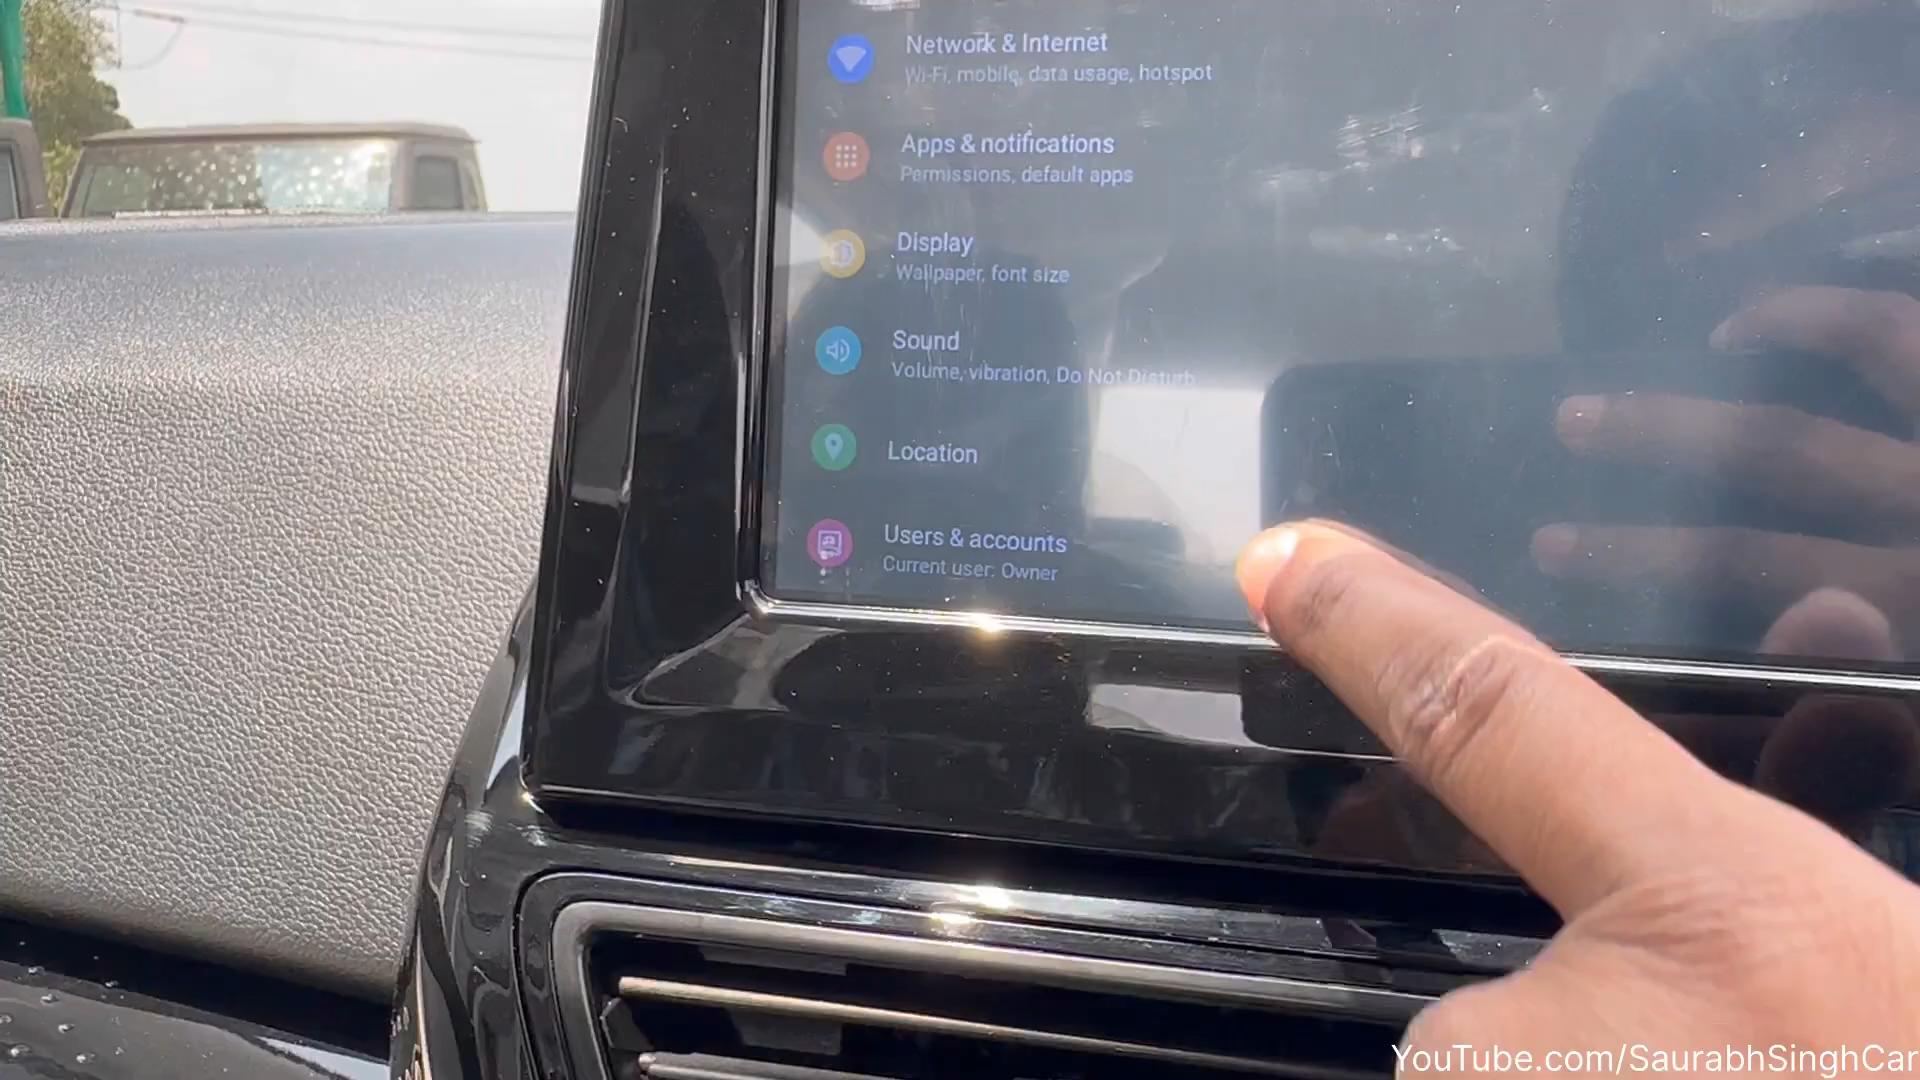 Network & Internet
Wi-Fi, mobile, data usage, hotspot
Apps & notifications
Permissions, default apps
Display
Wallpaper, font size
Sound
Volume, vibration, Do Not Disturb
Location
Users & accounts
Current user: Owner
YouTube.com/SaurabhSinghCar